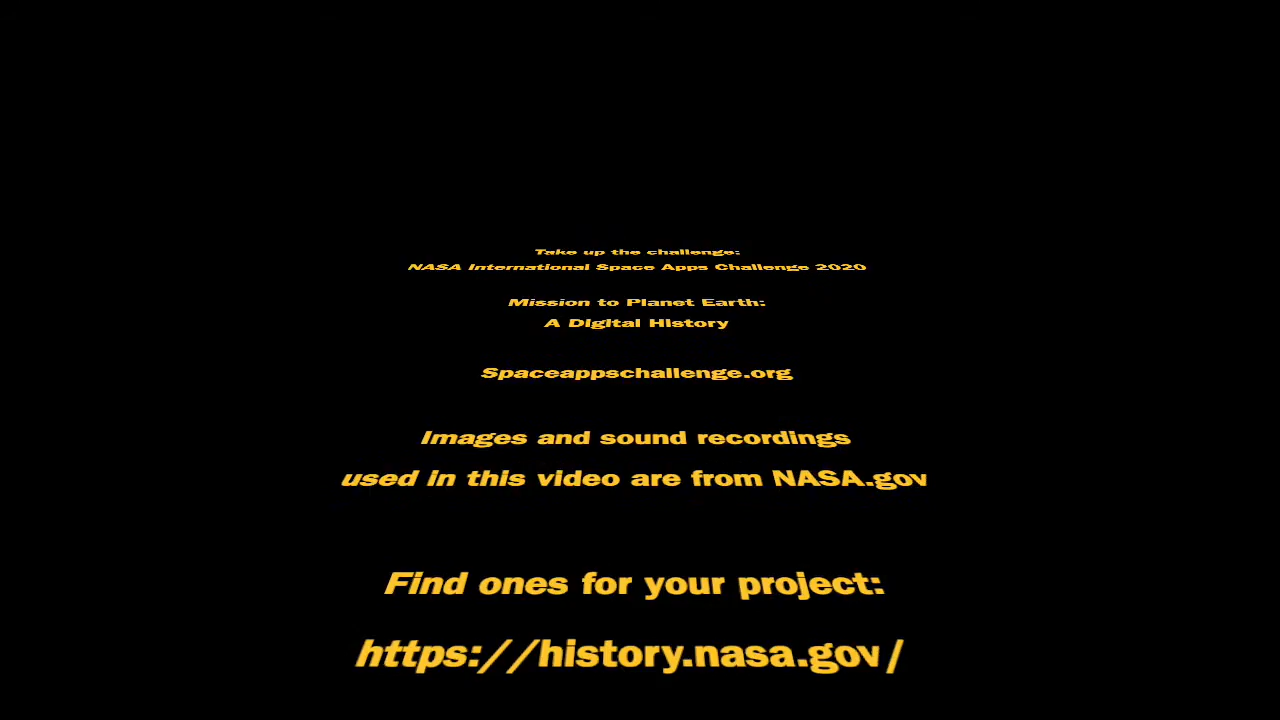 Take up the challenge:
NASA International Space Apps Challenge 2020
Mission to Planet Earth:
A Digital History
Spaceappschallenge.org
Images and sound recordings
used in this video are from NASA.gov
Find ones for your project:
https://history.nasa.gov/